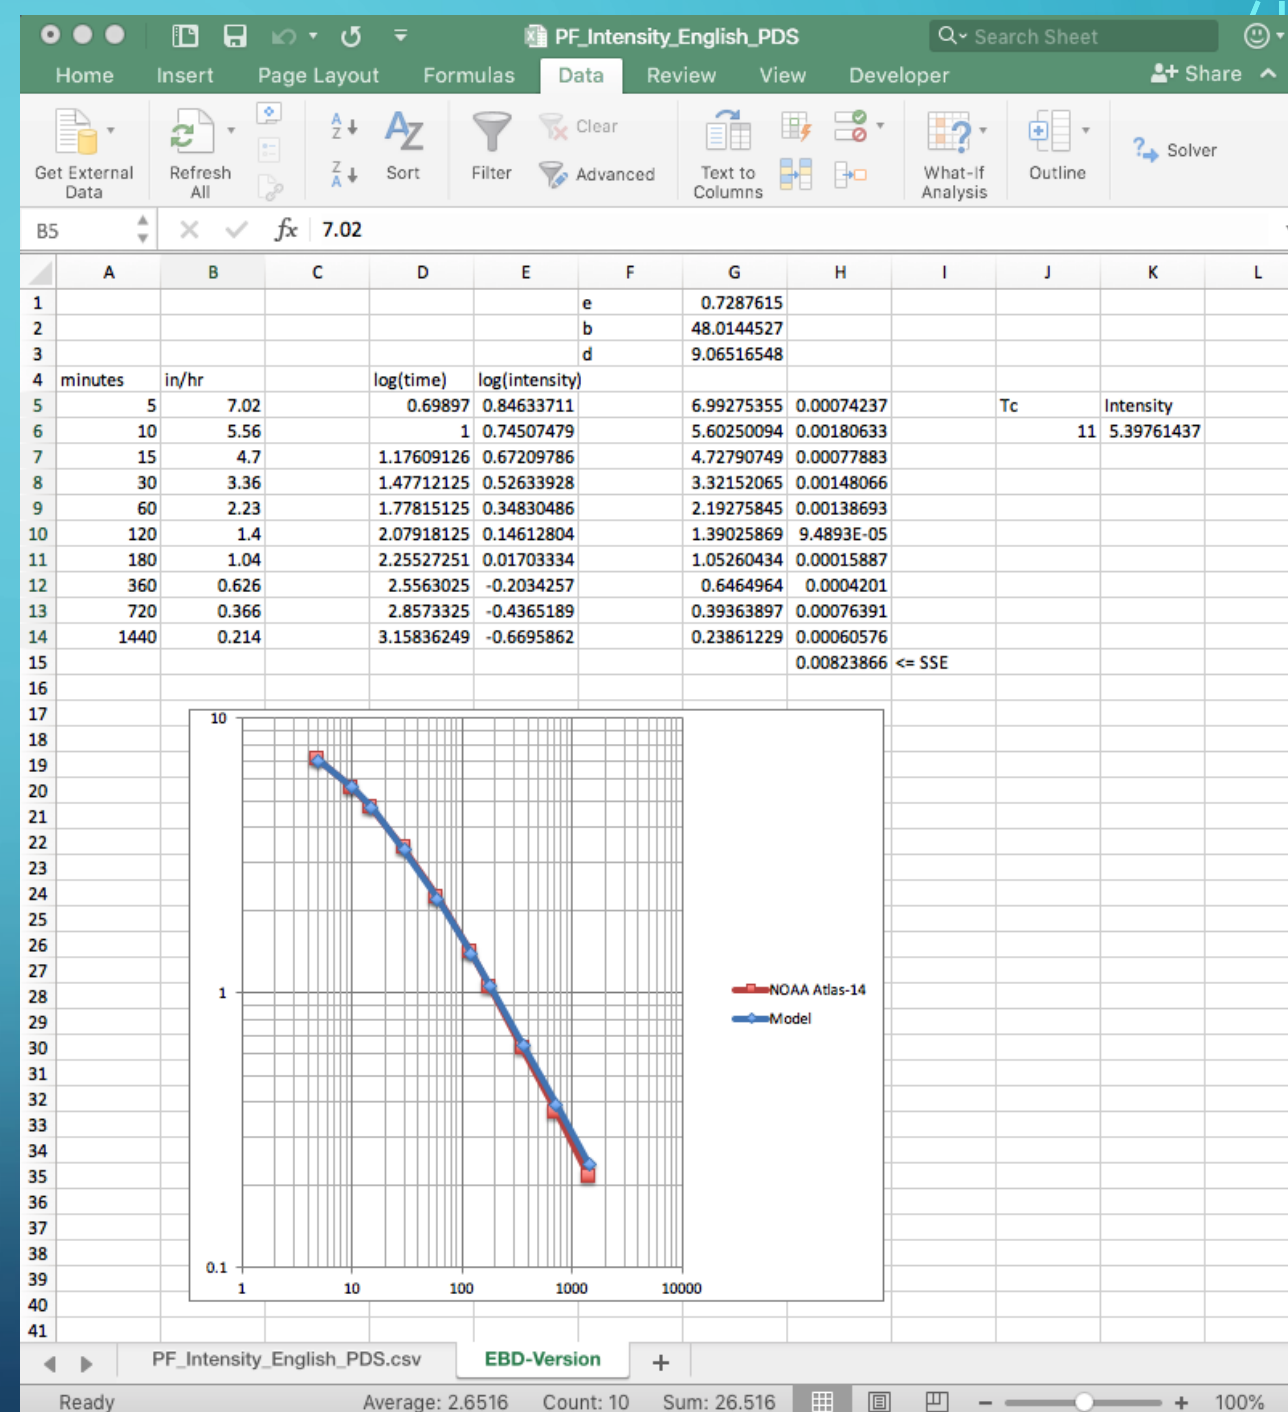 PF_Intensity_English_PDS
Search Sheet
Home Insert Page Layout Formulas Data Review View Developer Share
Get External Data
Refresh All
Sort
Filter
Clear
Advanced
Text to Columns
What-If Analysis
Outline
Solver
B5 fx 7.02
A B C D E F G H I J K L
1 e 0.7287615
2 b 48.0144527
3 d 9.06516548
4 minutes in/hr log(time) log(intensity)
5 5 7.02 0.69897 0.84633711 6.99275355 0.00074237 Tc Intensity
6 10 5.56 1 0.74507479 5.60250094 0.00180633 11 5.39761437
7 15 4.7 1.17609126 0.67209786 4.72790749 0.00077883
8 30 3.36 1.47712125 0.52633928 3.32152065 0.00148066
9 60 2.23 1.77815125 0.34830486 2.19275845 0.00138693
10 120 1.4 2.07918125 0.14612804 1.39025869 9.4893E-05
11 180 1.04 2.25527251 0.01703334 1.05260434 0.00015887
12 360 0.626 2.5563025 -0.2034257 0.6464964 0.0004201
13 720 0.366 2.8573325 -0.4365189 0.39363897 0.00076391
14 1440 0.214 3.15836249 -0.6695862 0.23861229 0.00060576
15 0.00823866 <= SSE
16
17
18
19
20
21
22
23
24
25
26
27
28
29
30
31
32
33
34
35
36
37
38
39
40
41
10
1
0.1
1 10 100 1000 10000
NOAA Atlas-14
Model
PF_Intensity_English_PDS.csv EBD-Version +
Ready Average: 2.6516 Count: 10 Sum: 26.516 − + 100%